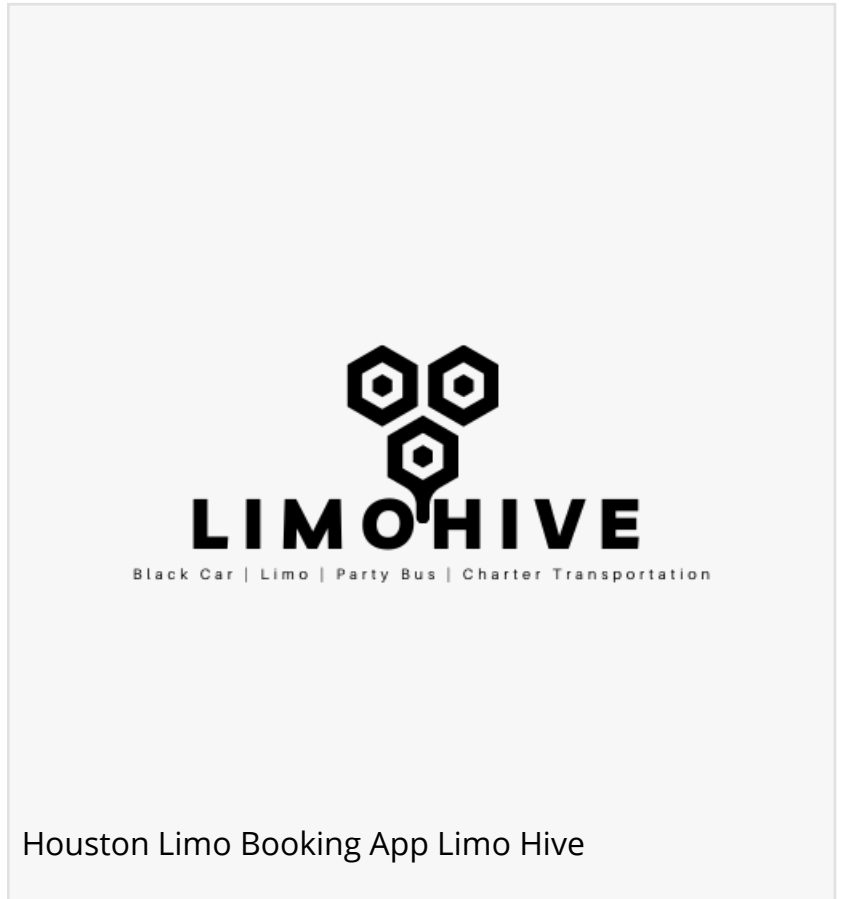 LIMOHIVE
Black Car | Limo | Party Bus | Charter Transportation
Houston Limo Booking App Limo Hive